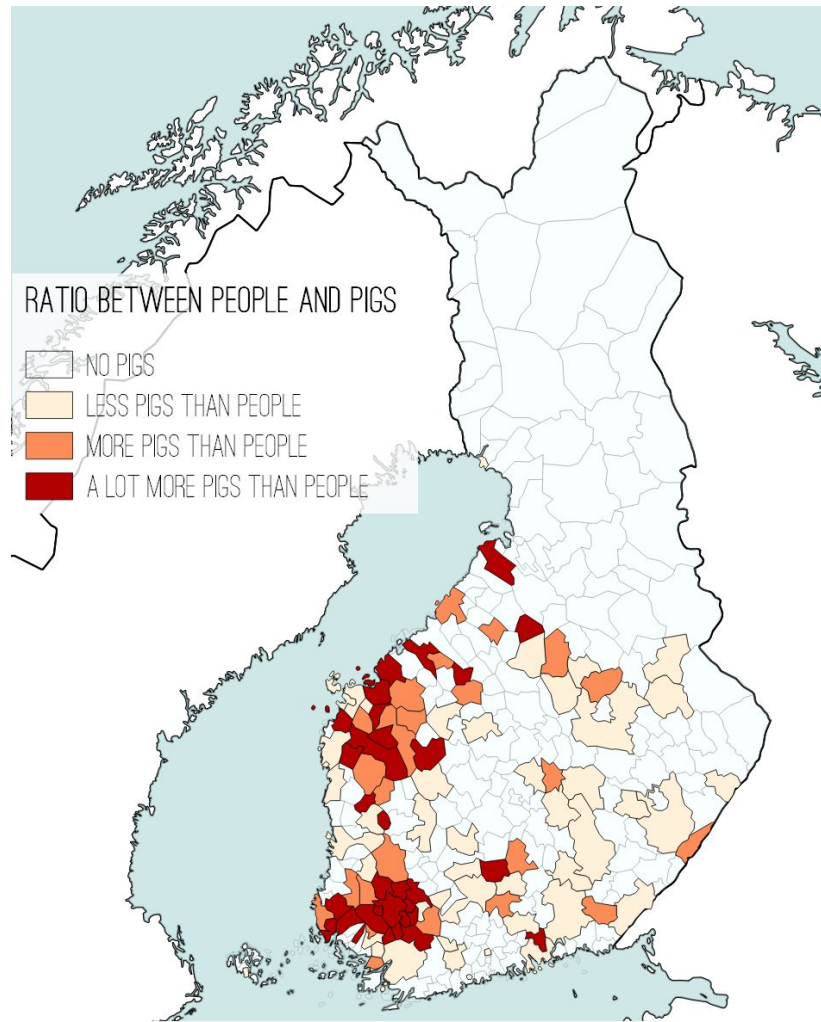 RATIO BETWEEN PEOPLE AND PIGS
NO PIGS
LESS PIGS THAN PEOPLE
MORE PIGS THAN PEOPLE
A LOT MORE PIGS THAN PEOPLE